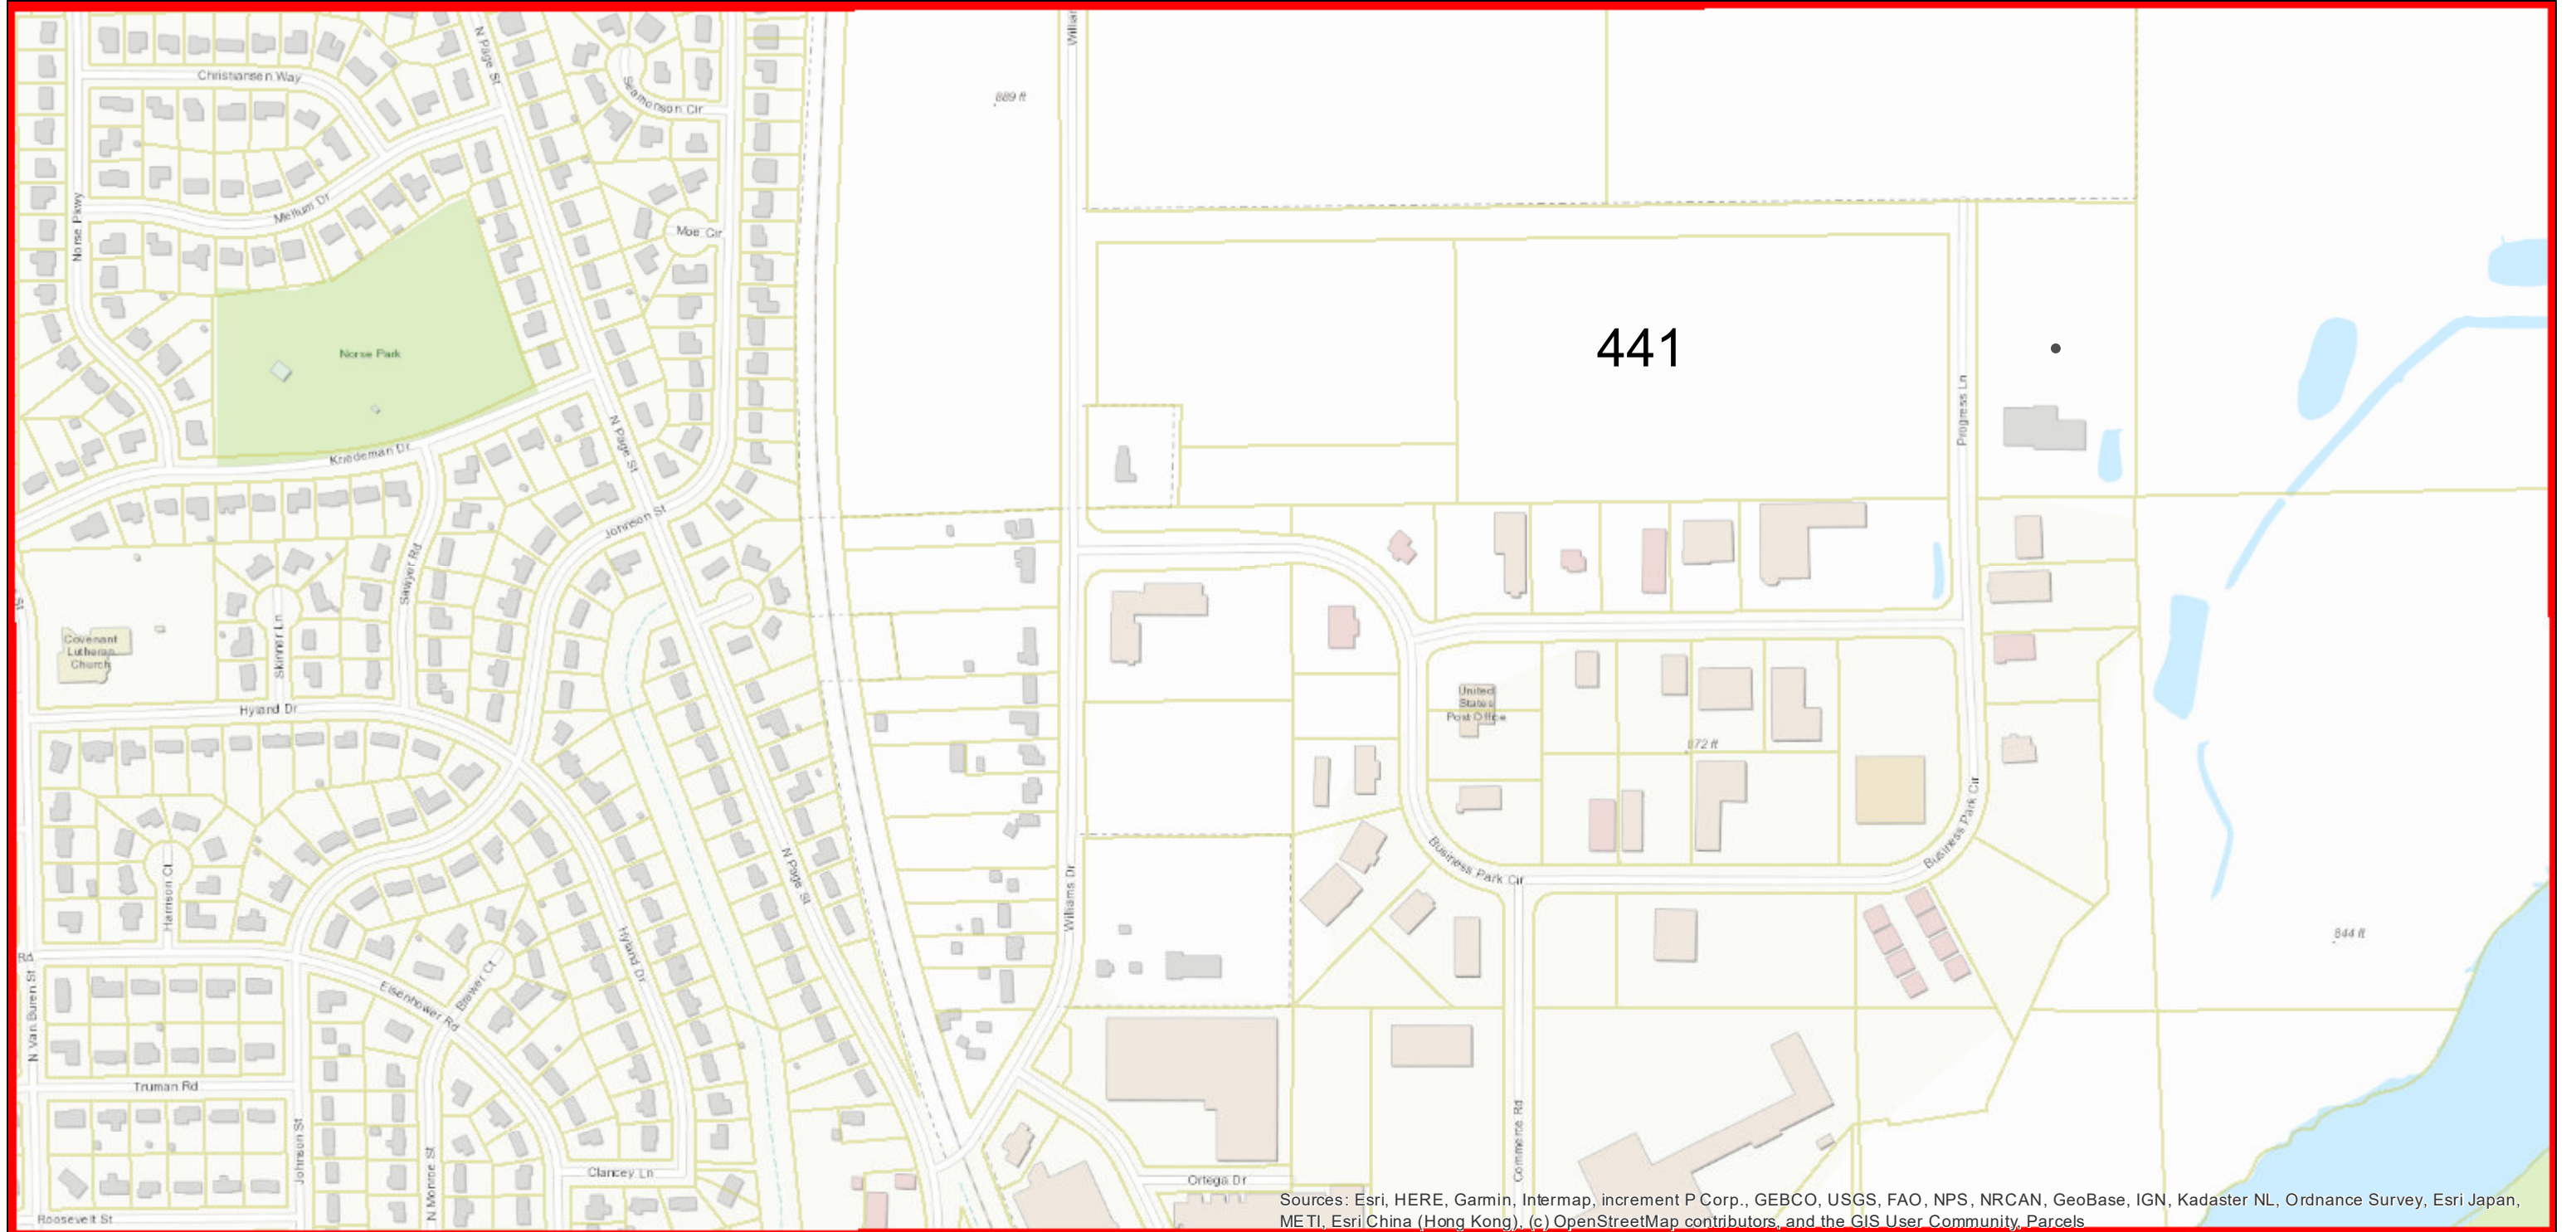 N Page St
Willia
Christiansen Way
Sealhonson Cir
889 ft
Mellum Dr
Norse Pkwy
Moe Cir
Norse Park
441
Progress Ln
Kriedeman Dr
N Page St
Johnson St
Sawyer Rd
Covenant
Lutheran
Church
Skinner Ln
Hyland Dr
United
States
Post Office
872 ft
Business Park Cir
Business Park Cir
Harrison Ct
N Page St
Williams Dr
844 ft
Rd
Hyland Dr
Brewer Ct
Eisenhower Rd
N Van Buren St
Truman Rd
Johnson St
N Monroe St
Commerce Rd
Clancey Ln
Ortega Dr
Roosevelt St
Sources: Esri, HERE, Garmin, Intermap, increment P Corp., GEBCO, USGS, FAO, NPS, NRCAN, GeoBase, IGN, Kadaster NL, Ordnance Survey, Esri Japan,
METI, Esri China (Hong Kong), (c) OpenStreetMap contributors, and the GIS User Community, Parcels